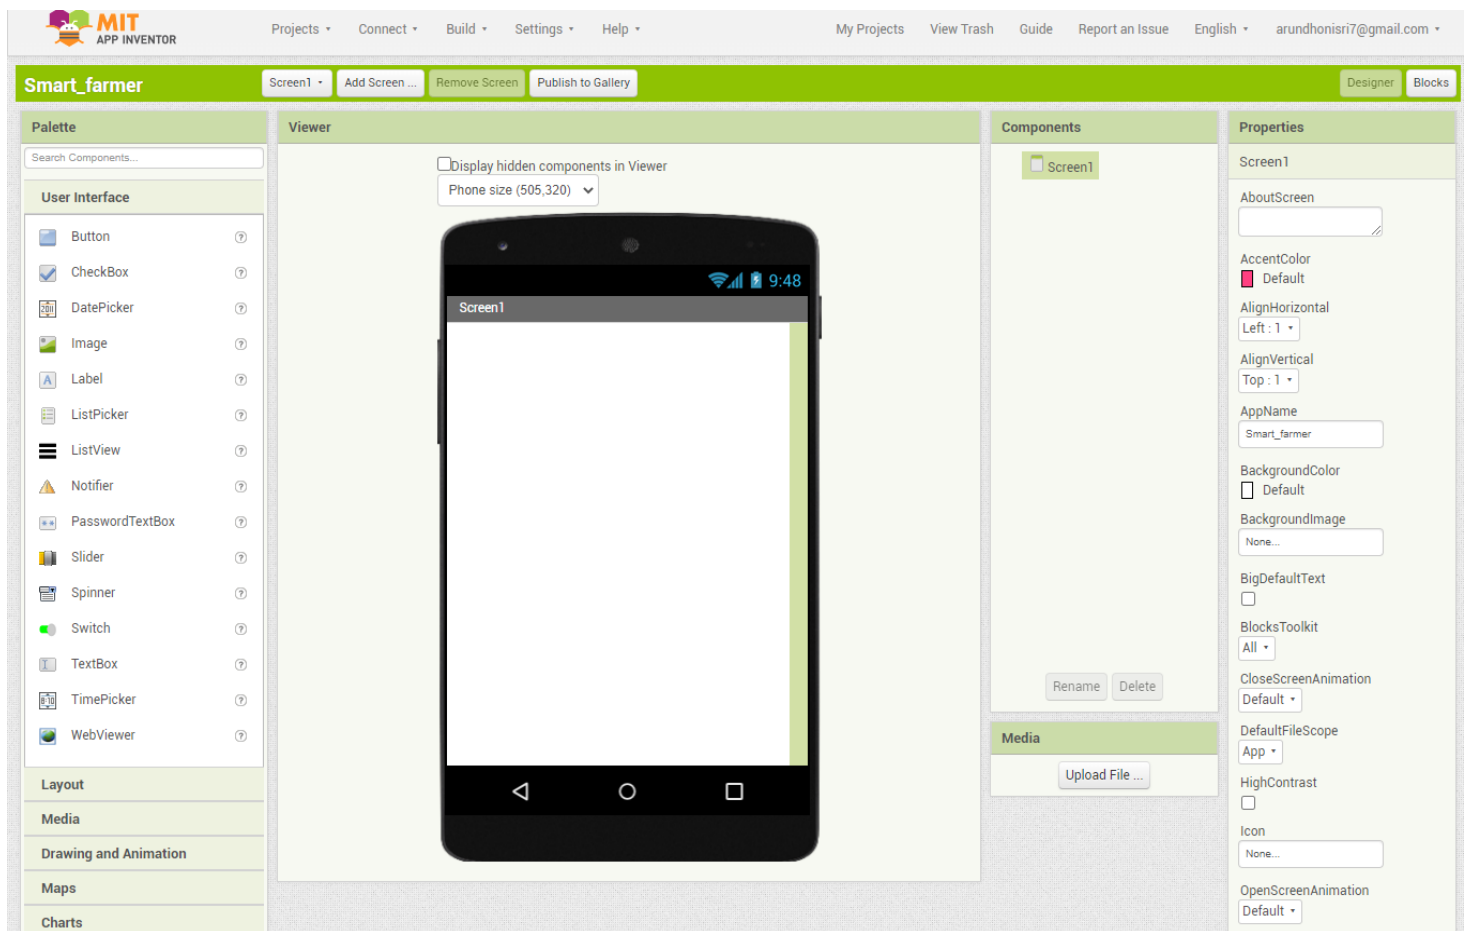 MIT
APP INVENTOR
Projects Connect Build Settings Help My Projects View Trash Guide Report an Issue English arundhonisri7@gmail.com
Smart_farmer Screen1 Add Screen ... Remove Screen Publish to Gallery Designer Blocks
Palette
Search Components...
User Interface
Button ?
CheckBox ?
DatePicker ?
Image ?
Label ?
ListPicker ?
ListView ?
Notifier ?
PasswordTextBox ?
Slider ?
Spinner ?
Switch ?
TextBox ?
TimePicker ?
WebViewer ?
Layout
Media
Drawing and Animation
Maps
Charts
Viewer
Display hidden components in Viewer
Phone size (505,320)
9:48
Screen1
Components
Screen1
Rename Delete
Media
Upload File ...
Properties
Screen1
AboutScreen
AccentColor
Default
AlignHorizontal
Left : 1
AlignVertical
Top : 1
AppName
Smart_farmer
BackgroundColor
Default
BackgroundImage
None...
BigDefaultText
BlocksToolkit
All
CloseScreenAnimation
Default
DefaultFileScope
App
HighContrast
Icon
None...
OpenScreenAnimation
Default